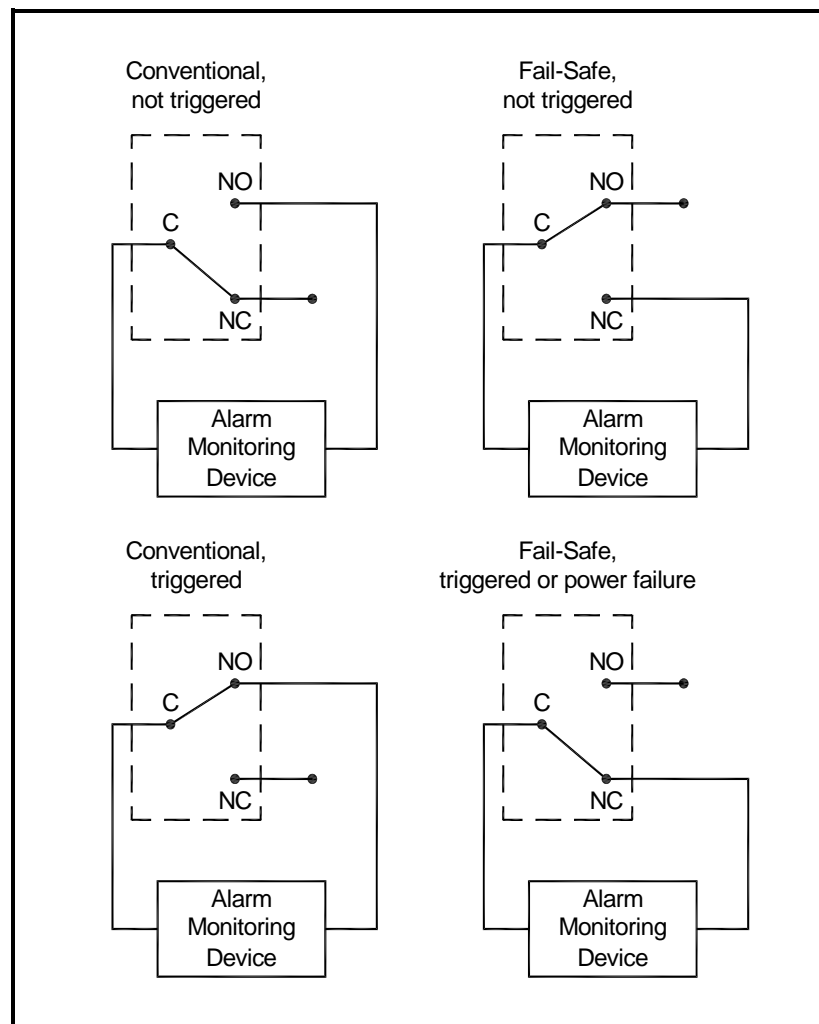 Conventional,
not triggered
NO
C
NC
Alarm
Monitoring
Device
Fail-Safe,
not triggered
NO
C
NC
Alarm
Monitoring
Device
Conventional,
triggered
NO
C
NC
Alarm
Monitoring
Device
Fail-Safe,
triggered or power failure
NO
C
NC
Alarm
Monitoring
Device